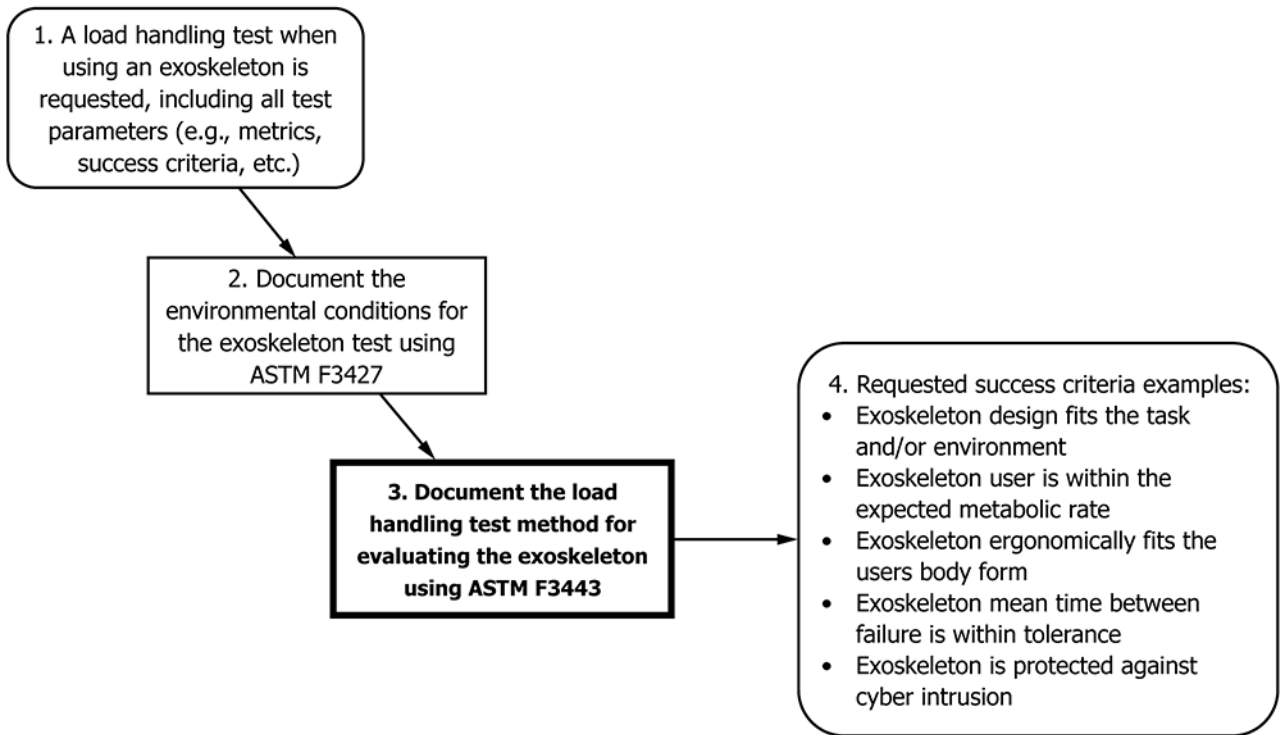 1. A load handling test when
using an exoskeleton is
requested, including all test
parameters (e.g., metrics,
success criteria, etc.)
2. Document the
environmental conditions for
the exoskeleton test using
ASTM F3427
3. Document the load
handling test method for
evaluating the exoskeleton
using ASTM F3443
4. Requested success criteria examples:
• Exoskeleton design fits the task
and/or environment
• Exoskeleton user is within the
expected metabolic rate
• Exoskeleton ergonomically fits the
users body form
• Exoskeleton mean time between
failure is within tolerance
• Exoskeleton is protected against
cyber intrusion